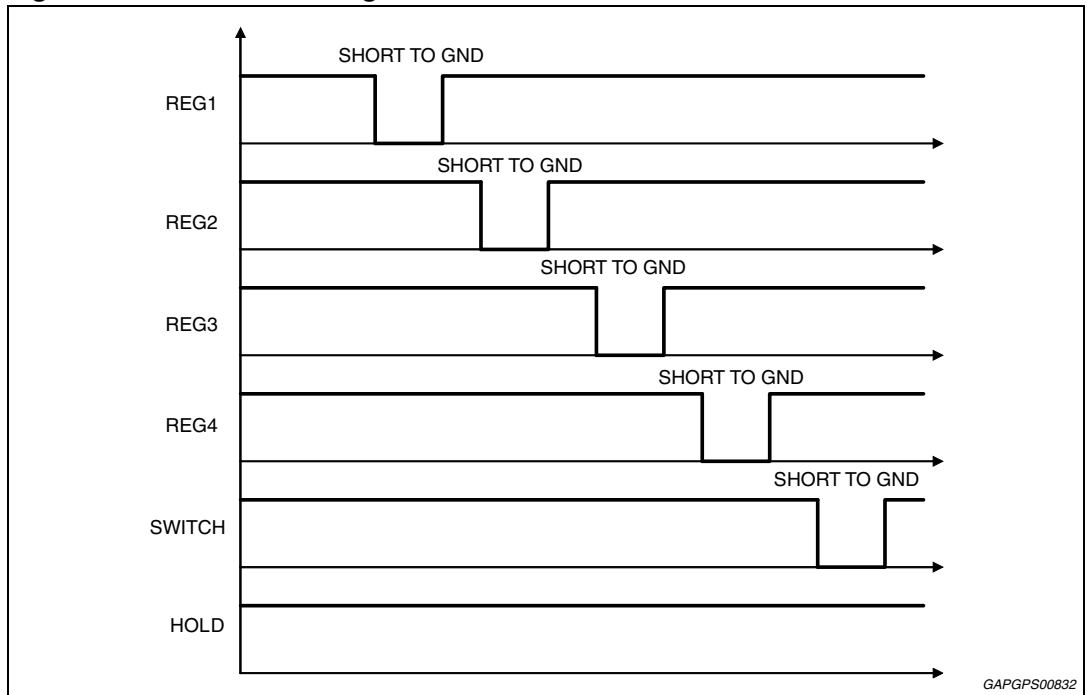 SHORT TO GND
REG1
SHORT TO GND
REG2
SHORT TO GND
REG3
SHORT TO GND
REG4
SHORT TO GND
SWITCH
HOLD
GAPGPS00832